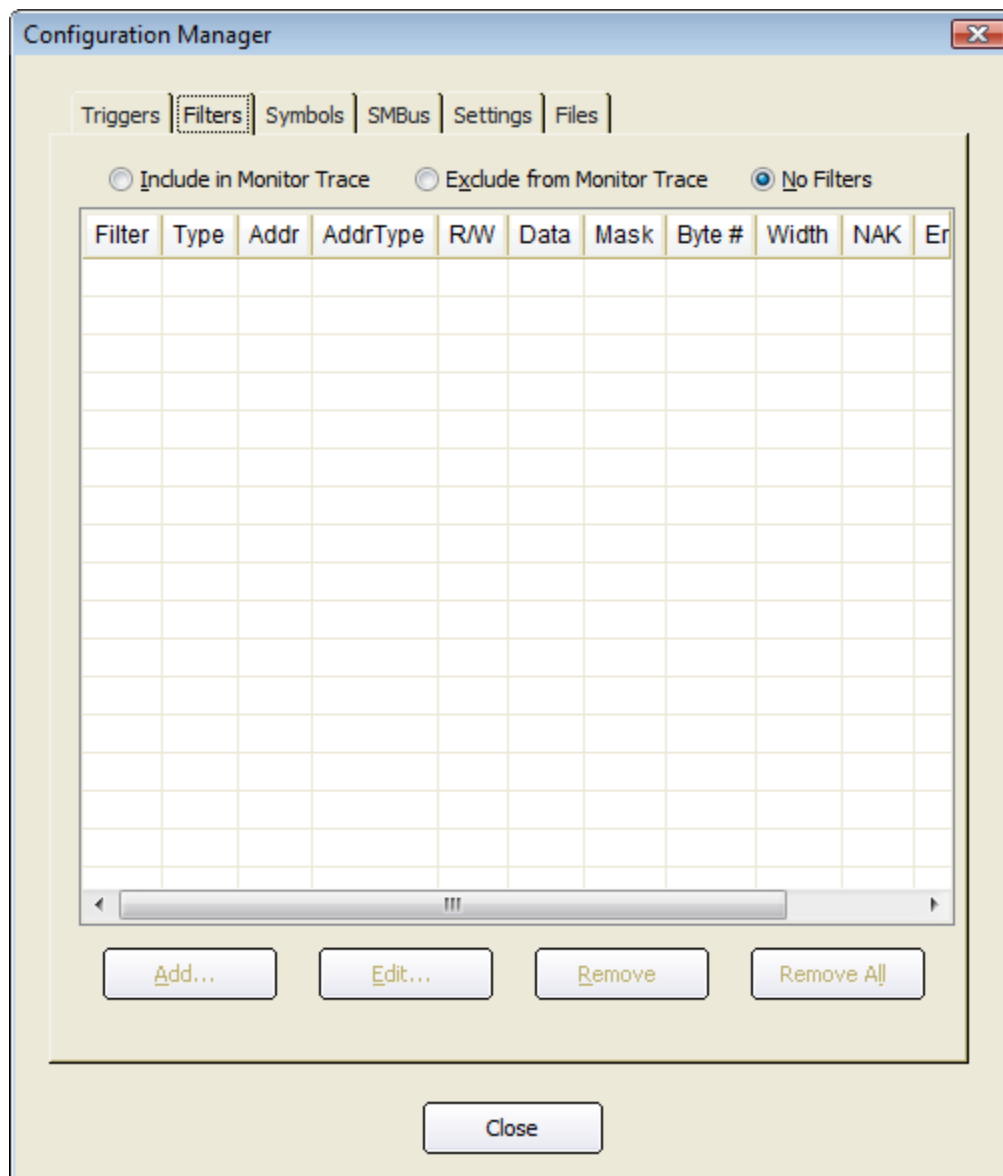 Configuration Manager
Triggers Filters Symbols SMBus Settings Files
Include in Monitor Trace Exclude from Monitor Trace No Filters
Filter Type Addr AddrType R/W Data Mask Byte # Width NAK Er
Add... Edit... Remove Remove All
Close